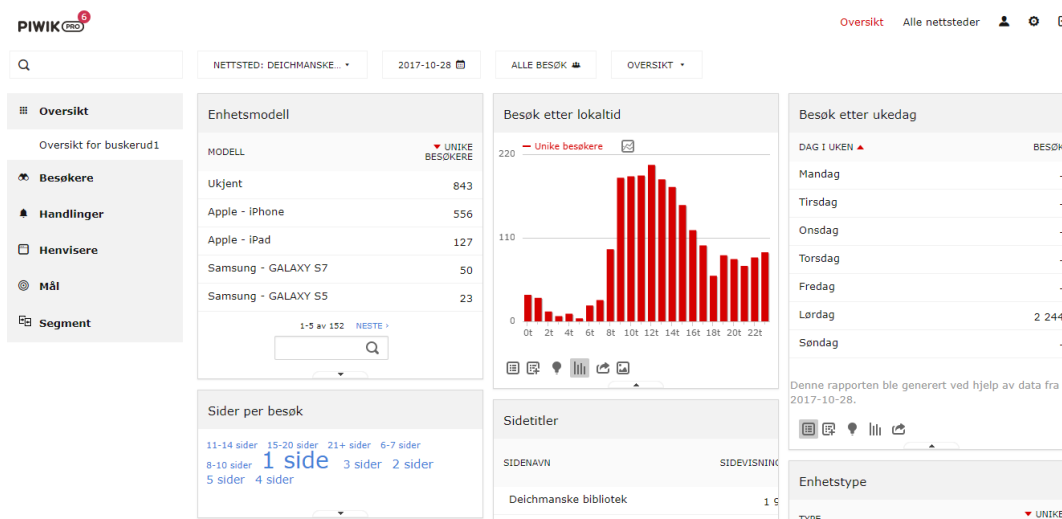 PIWIK PRO 6
Oversikt Alle nettsteder
NETTSTED: DEICHMANSKE... 2017-10-28 ALLE BESØK OVERSIKT
Oversikt
Oversikt for buskerud1
Besøkere
Handlinger
Henvisere
Mål
Segment
Enhetsmodell
MODELL UNIKE BESØKERE
Ukjent 843
Apple - iPhone 556
Apple - iPad 127
Samsung - GALAXY S7 50
Samsung - GALAXY S5 23
1-5 av 152 NESTE ›
Sider per besøk
11-14 sider 15-20 sider 21+ sider 6-7 sider
8-10 sider 1 side 3 sider 2 sider
5 sider 4 sider
Besøk etter lokaltid
Unike besøkere
220
110
0
0t 2t 4t 6t 8t 10t 12t 14t 16t 18t 20t 22t
Sidetitler
SIDENAVN SIDEVISNING
Deichmanske bibliotek 1 9
Besøk etter ukedag
DAG I UKEN BESØK
Mandag
Tirsdag
Onsdag
Torsdag
Fredag
Lørdag 2 244
Søndag
Denne rapporten ble generert ved hjelp av data fra
2017-10-28.
Enhetstype
TYPE UNIKE